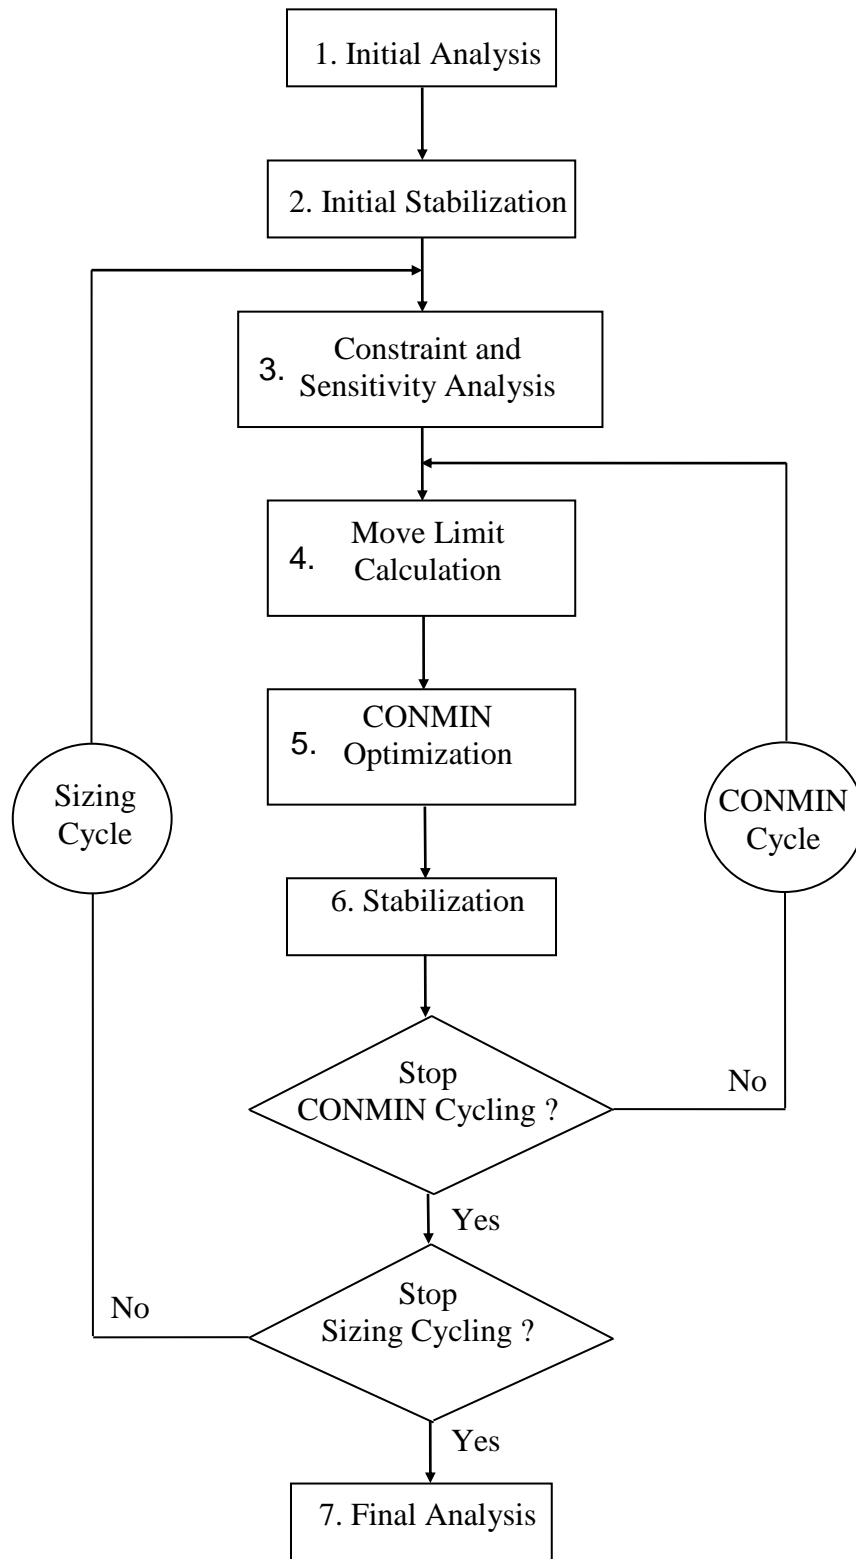 1. Initial Analysis
2. Initial Stabilization
3. Constraint and
Sensitivity Analysis
4. Move Limit
Calculation
5. CONMIN
Optimization
Sizing
Cycle
CONMIN
Cycle
6. Stabilization
Stop
CONMIN Cycling ?
No
Yes
Stop
Sizing Cycling ?
No
Yes
7. Final Analysis